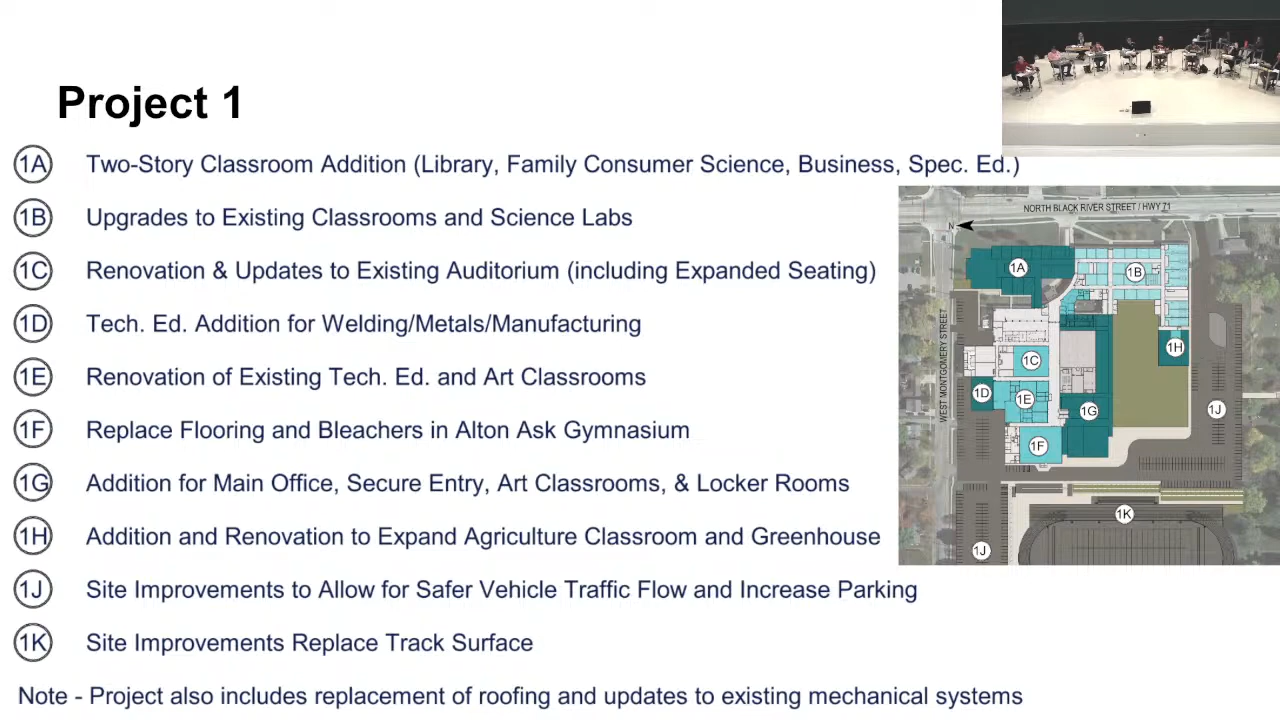 Project 1
1A Two-Story Classroom Addition (Library, Family Consumer Science, Business, Spec. Ed.)
1B Upgrades to Existing Classrooms and Science Labs
1C Renovation & Updates to Existing Auditorium (including Expanded Seating)
1D Tech. Ed. Addition for Welding/Metals/Manufacturing
1E Renovation of Existing Tech. Ed. and Art Classrooms
1F Replace Flooring and Bleachers in Alton Ask Gymnasium
1G Addition for Main Office, Secure Entry, Art Classrooms, & Locker Rooms
1H Addition and Renovation to Expand Agriculture Classroom and Greenhouse
1J Site Improvements to Allow for Safer Vehicle Traffic Flow and Increase Parking
1K Site Improvements Replace Track Surface
Note - Project also includes replacement of roofing and updates to existing mechanical systems
NORTH BLACK RIVER STREET / HWY 71
N
WEST MONTGOMERY STREET
1A
1B
1H
1C
1D
1E
1G
1J
1F
1K
1J